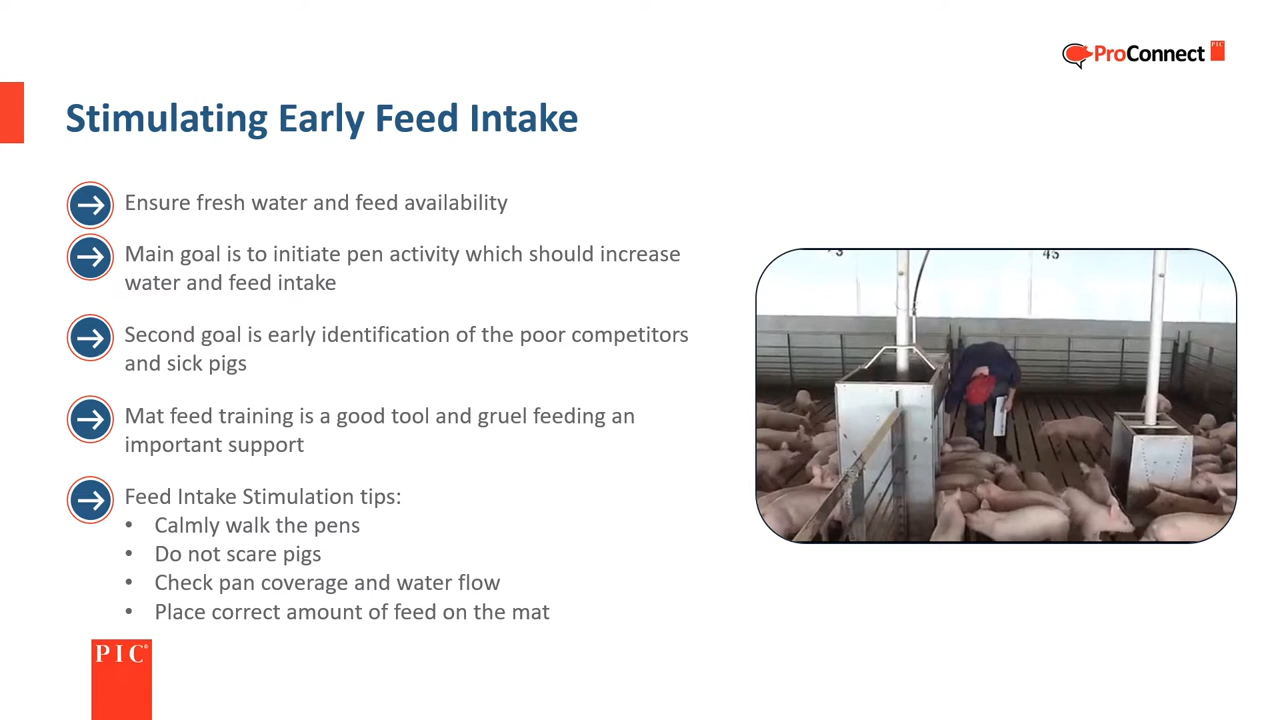 ProConnect PIC
Stimulating Early Feed Intake
Ensure fresh water and feed availability
Main goal is to initiate pen activity which should increase
water and feed intake
Second goal is early identification of the poor competitors
and sick pigs
Mat feed training is a good tool and gruel feeding an
important support
Feed Intake Stimulation tips:
• Calmly walk the pens
• Do not scare pigs
• Check pan coverage and water flow
• Place correct amount of feed on the mat
45
PIC®